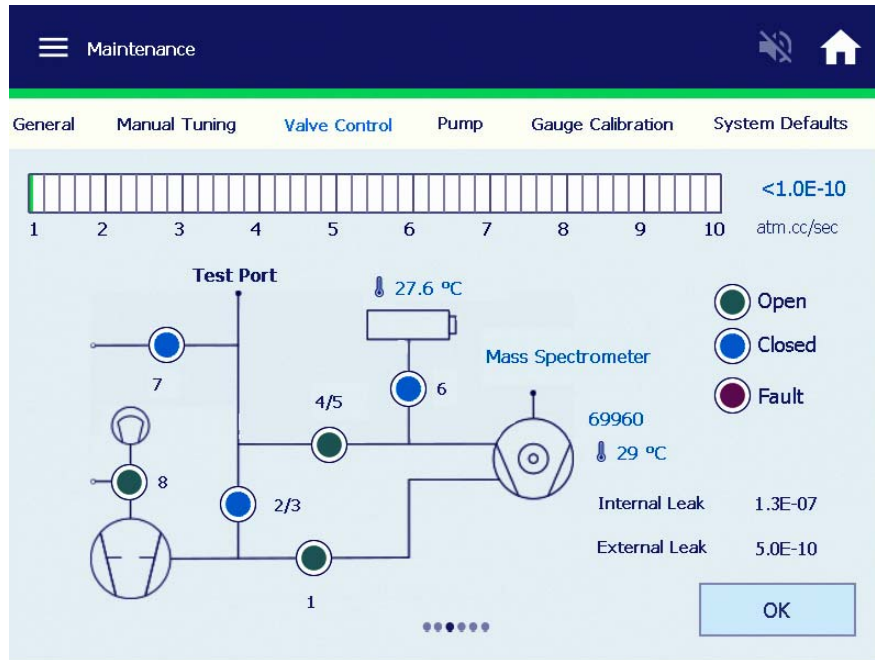 Maintenance
General Manual Tuning Valve Control Pump Gauge Calibration System Defaults
<1.0E-10
1 2 3 4 5 6 7 8 9 10 atm.cc/sec
Test Port
27.6 ºC
Open
Closed
Mass Spectrometer
7
4/5
6
Fault
69960
29 ºC
8
2/3
Internal Leak 1.3E-07
External Leak 5.0E-10
1
OK